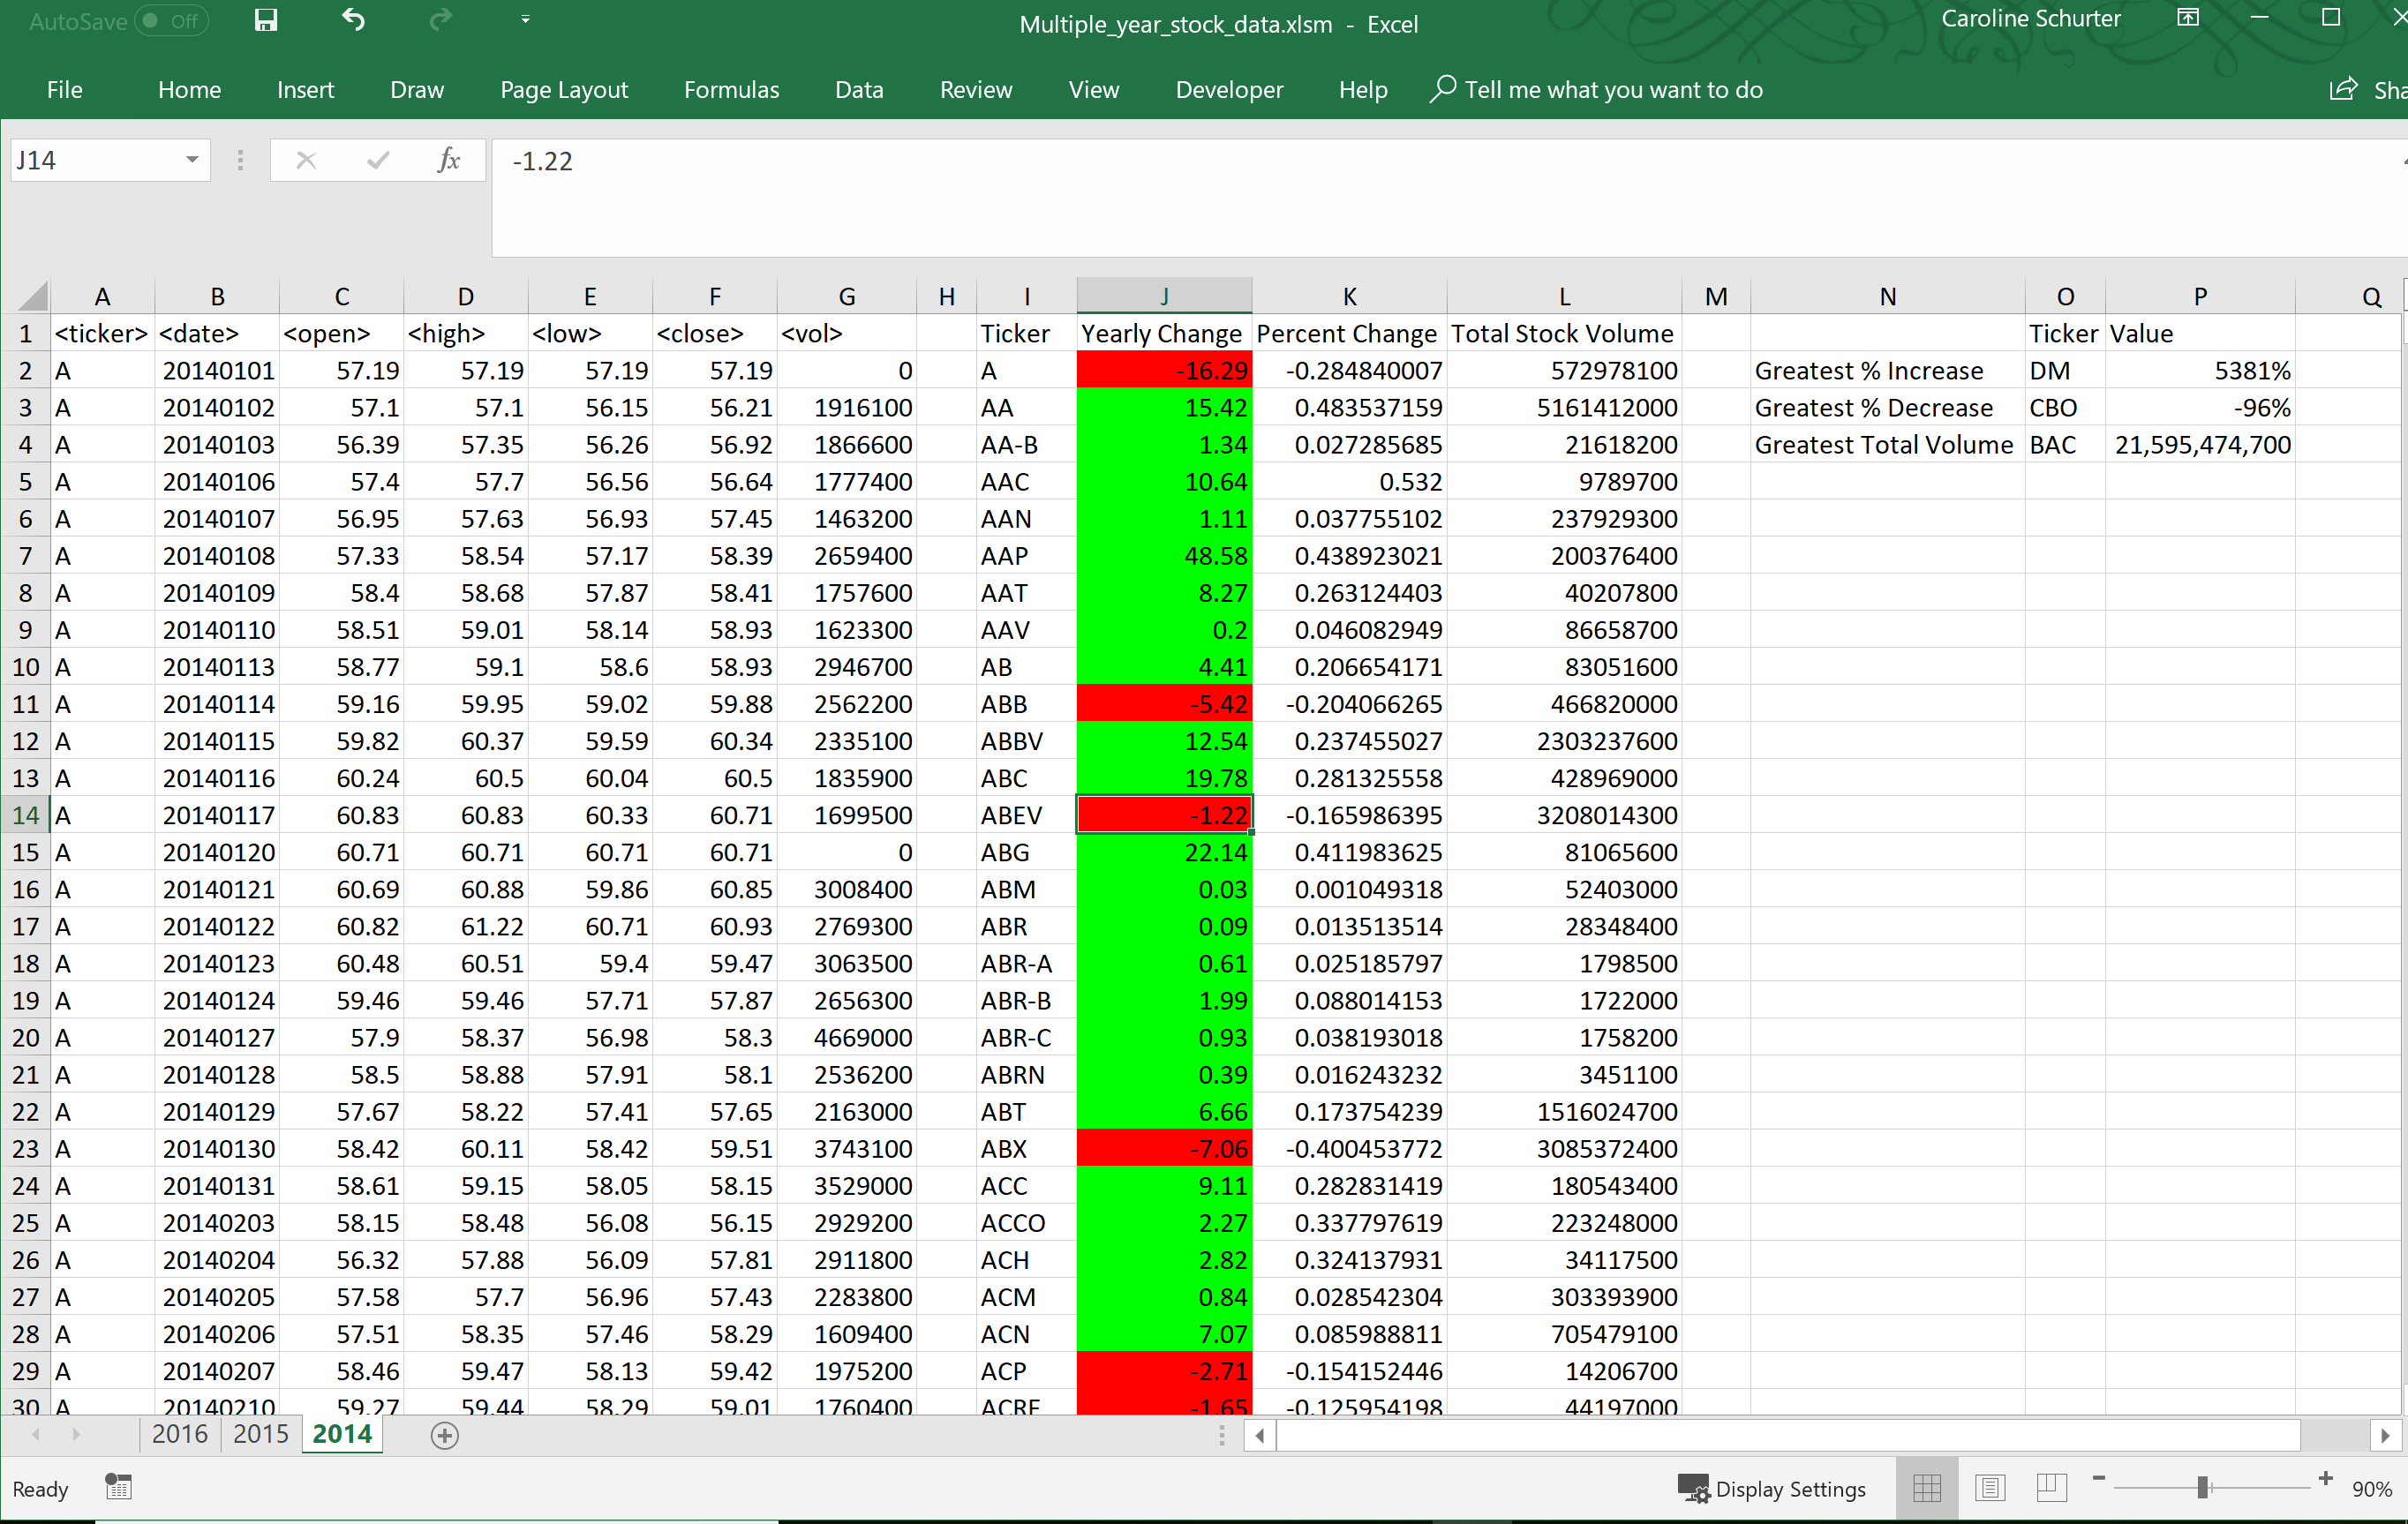 AutoSave Off Multiple_year_stock_data.xlsm - Excel Caroline Schurter
File Home Insert Draw Page Layout Formulas Data Review View Developer Help Tell me what you want to do Sha
J14 fx -1.22
A B C D E F G H I J K L M N O P Q
1 <ticker> <date> <open> <high> <low> <close> <vol> Ticker Yearly Change Percent Change Total Stock Volume Ticker Value
2 A 20140101 57.19 57.19 57.19 57.19 0 A -16.29 -0.284840007 572978100 Greatest % Increase DM 5381%
3 A 20140102 57.1 57.1 56.15 56.21 1916100 AA 15.42 0.483537159 5161412000 Greatest % Decrease CBO -96%
4 A 20140103 56.39 57.35 56.26 56.92 1866600 AA-B 1.34 0.027285685 21618200 Greatest Total Volume BAC 21,595,474,700
5 A 20140106 57.4 57.7 56.56 56.64 1777400 AAC 10.64 0.532 9789700
6 A 20140107 56.95 57.63 56.93 57.45 1463200 AAN 1.11 0.037755102 237929300
7 A 20140108 57.33 58.54 57.17 58.39 2659400 AAP 48.58 0.438923021 200376400
8 A 20140109 58.4 58.68 57.87 58.41 1757600 AAT 8.27 0.263124403 40207800
9 A 20140110 58.51 59.01 58.14 58.93 1623300 AAV 0.2 0.046082949 86658700
10 A 20140113 58.77 59.1 58.6 58.93 2946700 AB 4.41 0.206654171 83051600
11 A 20140114 59.16 59.95 59.02 59.88 2562200 ABB -5.42 -0.204066265 466820000
12 A 20140115 59.82 60.37 59.59 60.34 2335100 ABBV 12.54 0.237455027 2303237600
13 A 20140116 60.24 60.5 60.04 60.5 1835900 ABC 19.78 0.281325558 428969000
14 A 20140117 60.83 60.83 60.33 60.71 1699500 ABEV -1.22 -0.165986395 3208014300
15 A 20140120 60.71 60.71 60.71 60.71 0 ABG 22.14 0.411983625 81065600
16 A 20140121 60.69 60.88 59.86 60.85 3008400 ABM 0.03 0.001049318 52403000
17 A 20140122 60.82 61.22 60.71 60.93 2769300 ABR 0.09 0.013513514 28348400
18 A 20140123 60.48 60.51 59.4 59.47 3063500 ABR-A 0.61 0.025185797 1798500
19 A 20140124 59.46 59.46 57.71 57.87 2656300 ABR-B 1.99 0.088014153 1722000
20 A 20140127 57.9 58.37 56.98 58.3 4669000 ABR-C 0.93 0.038193018 1758200
21 A 20140128 58.5 58.88 57.91 58.1 2536200 ABRN 0.39 0.016243232 3451100
22 A 20140129 57.67 58.22 57.41 57.65 2163000 ABT 6.66 0.173754239 1516024700
23 A 20140130 58.42 60.11 58.42 59.51 3743100 ABX -7.06 -0.400453772 3085372400
24 A 20140131 58.61 59.15 58.05 58.15 3529000 ACC 9.11 0.282831419 180543400
25 A 20140203 58.15 58.48 56.08 56.15 2929200 ACCO 2.27 0.337797619 223248000
26 A 20140204 56.32 57.88 56.09 57.81 2911800 ACH 2.82 0.324137931 34117500
27 A 20140205 57.58 57.7 56.96 57.43 2283800 ACM 0.84 0.028542304 303393900
28 A 20140206 57.51 58.35 57.46 58.29 1609400 ACN 7.07 0.085988811 705479100
29 A 20140207 58.46 59.47 58.13 59.42 1975200 ACP -2.71 -0.154152446 14206700
30 A 20140210 59.27 59.44 58.29 59.01 1760400 ACRE -1.65 -0.125954198 44197000
2016 2015 2014
Ready Display Settings 90%